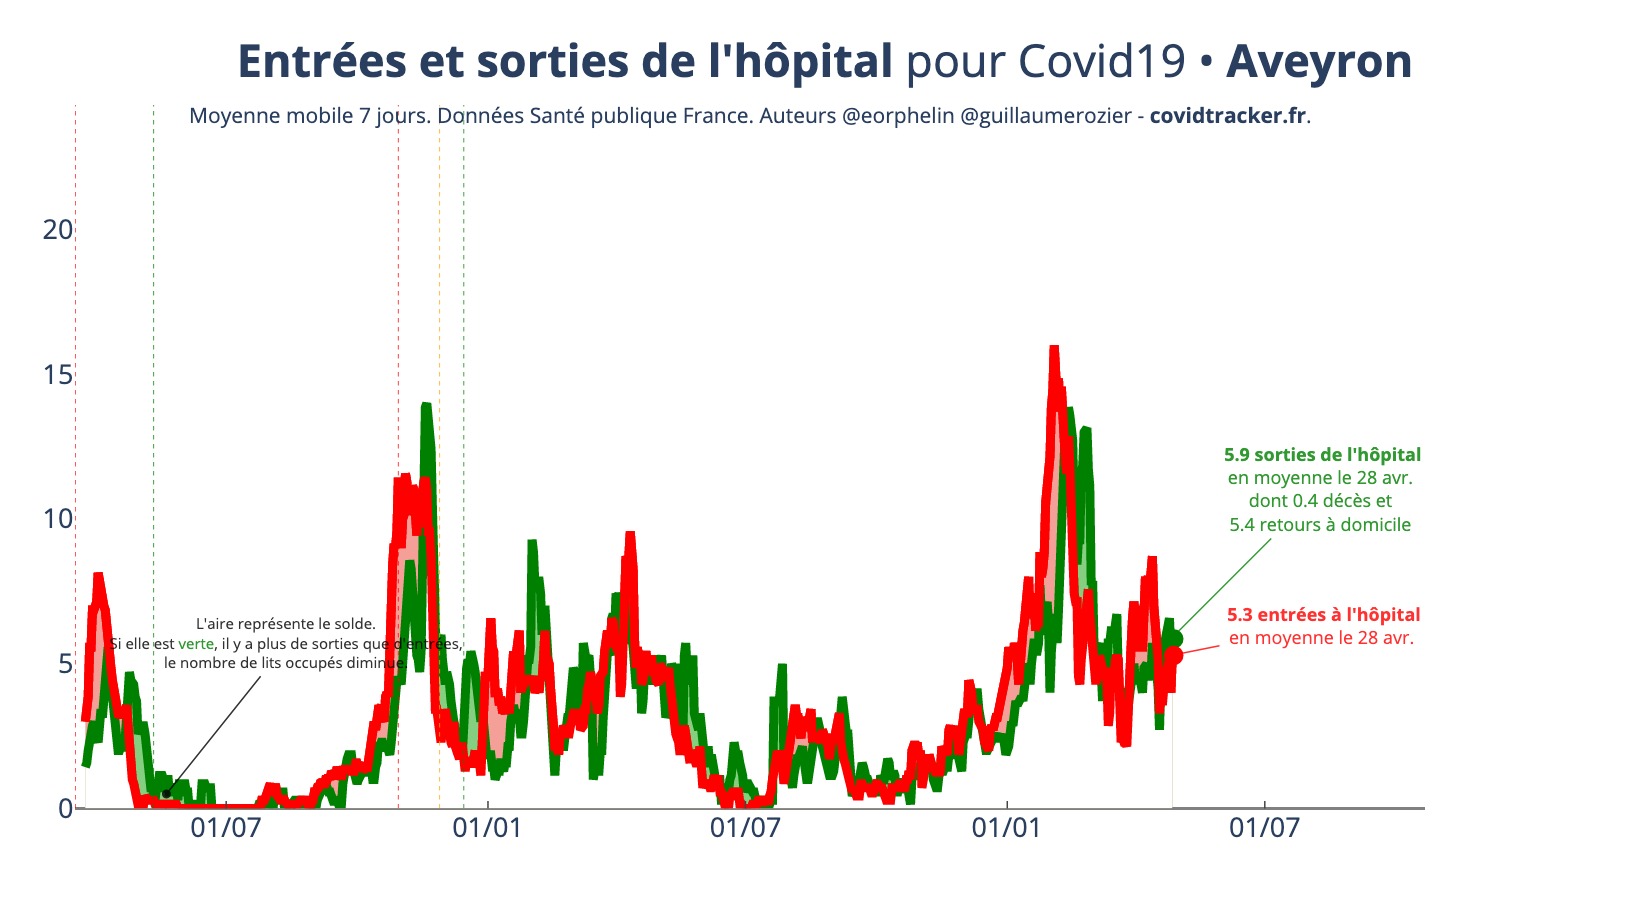 Entrées et sorties de l'hôpital pour Covid19 • Aveyron
Moyenne mobile 7 jours. Données Santé publique France. Auteurs @eorphelin @guillaumerozier - covidtracker.fr.
20
15
10
5
0
L'aire représente le solde.
Si elle est verte, il y a plus de sorties que d'entrées,
le nombre de lits occupés diminue.
5.9 sorties de l'hôpital
en moyenne le 28 avr.
dont 0.4 décès et
5.4 retours à domicile
5.3 entrées à l'hôpital
en moyenne le 28 avr.
01/07
01/01
01/07
01/01
01/07